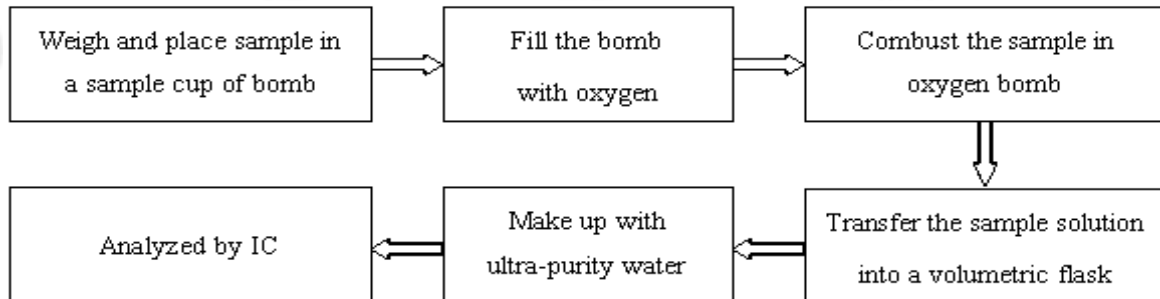 Weigh and place sample in
a sample cup of bomb
Fill the bomb
with oxygen
Combust the sample in
oxygen bomb
Transfer the sample solution
into a volumetric flask
Make up with
ultra-purity water
Analyzed by IC